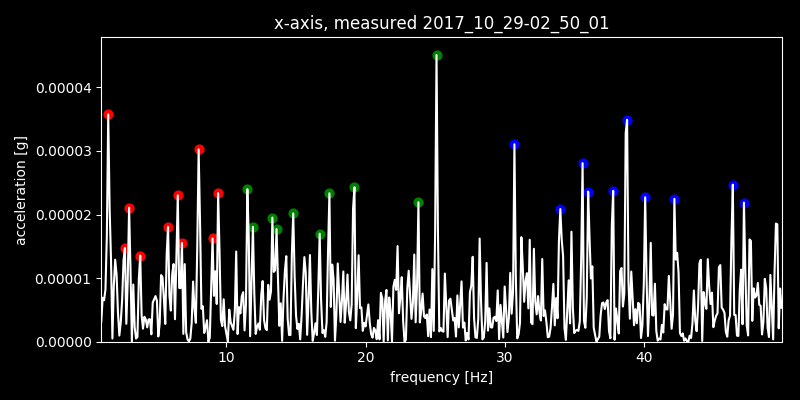 x-axis, measured 2017_10_29-02_50_01
0.00004
0.00003
0.00002
0.00001
0.00000
acceleration [g]
10 20 30 40
frequency [Hz]